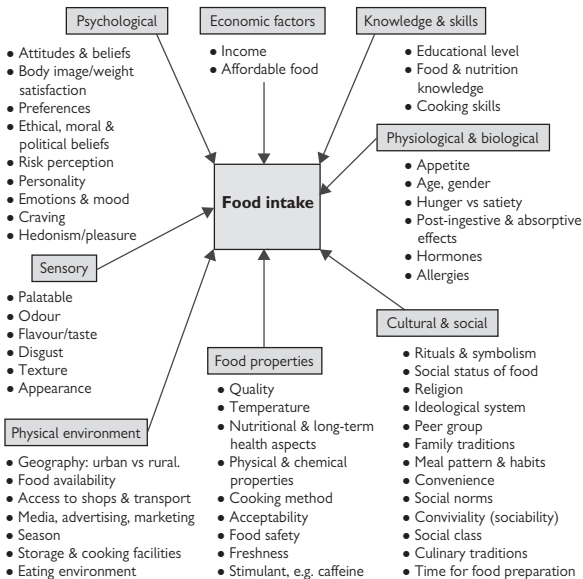 Psychological
• Attitudes & beliefs
• Body image/weight
satisfaction
• Preferences
• Ethical, moral &
political beliefs
• Risk perception
• Personality
• Emotions & mood
• Craving
• Hedonism/pleasure
Economic factors
• Income
• Affordable food
Knowledge & skills
• Educational level
• Food & nutrition
knowledge
• Cooking skills
Physiological & biological
• Appetite
• Age, gender
• Hunger vs satiety
• Post-ingestive & absorptive
effects
• Hormones
• Allergies
Food intake
Sensory
• Palatable
• Odour
• Flavour/taste
• Disgust
• Texture
• Appearance
Physical environment
• Geography: urban vs rural.
• Food availability
• Access to shops & transport
• Media, advertising, marketing
• Season
• Storage & cooking facilities
• Eating environment
Food properties
• Quality
• Temperature
• Nutritional & long-term
health aspects
• Physical & chemical
properties
• Cooking method
• Acceptability
• Food safety
• Freshness
• Stimulant, e.g. caffeine
Cultural & social
• Rituals & symbolism
• Social status of food
• Religion
• Ideological system
• Peer group
• Family traditions
• Meal pattern & habits
• Convenience
• Social norms
• Conviviality (sociability)
• Social class
• Culinary traditions
• Time for food preparation